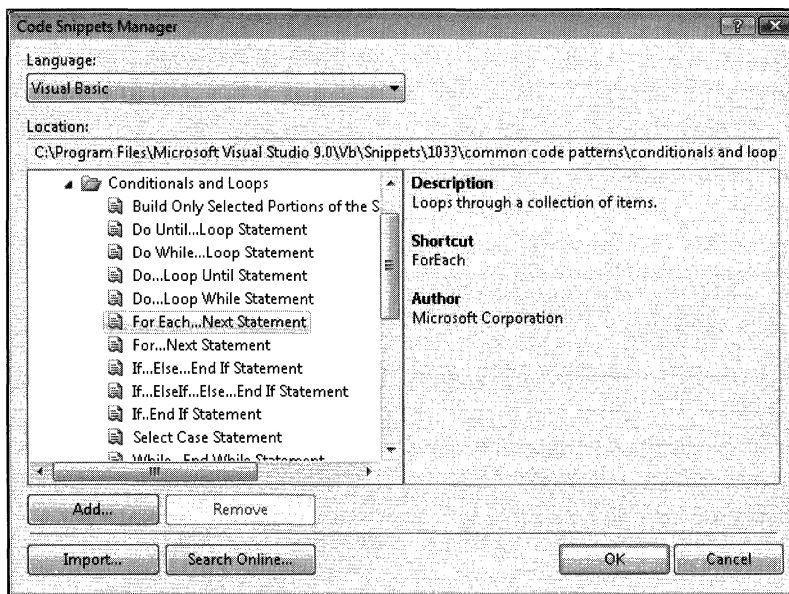 Code Snippets Manager
Language:
Visual Basic
Location:
C:\Program Files\Microsoft Visual Studio 9.0\Vb\Snippets\1033\common code patterns\conditionals and loop
Conditionals and Loops
Build Only Selected Portions of the S
Do Until...Loop Statement
Do While...Loop Statement
Do...Loop Until Statement
Do...Loop While Statement
For Each...Next Statement
For...Next Statement
If...Else...End If Statement
If...ElseIf...Else...End If Statement
If..End If Statement
Select Case Statement
While...End While Statement
Description
Loops through a collection of items.
Shortcut
ForEach
Author
Microsoft Corporation
Add...
Remove
Import...
Search Online...
OK
Cancel